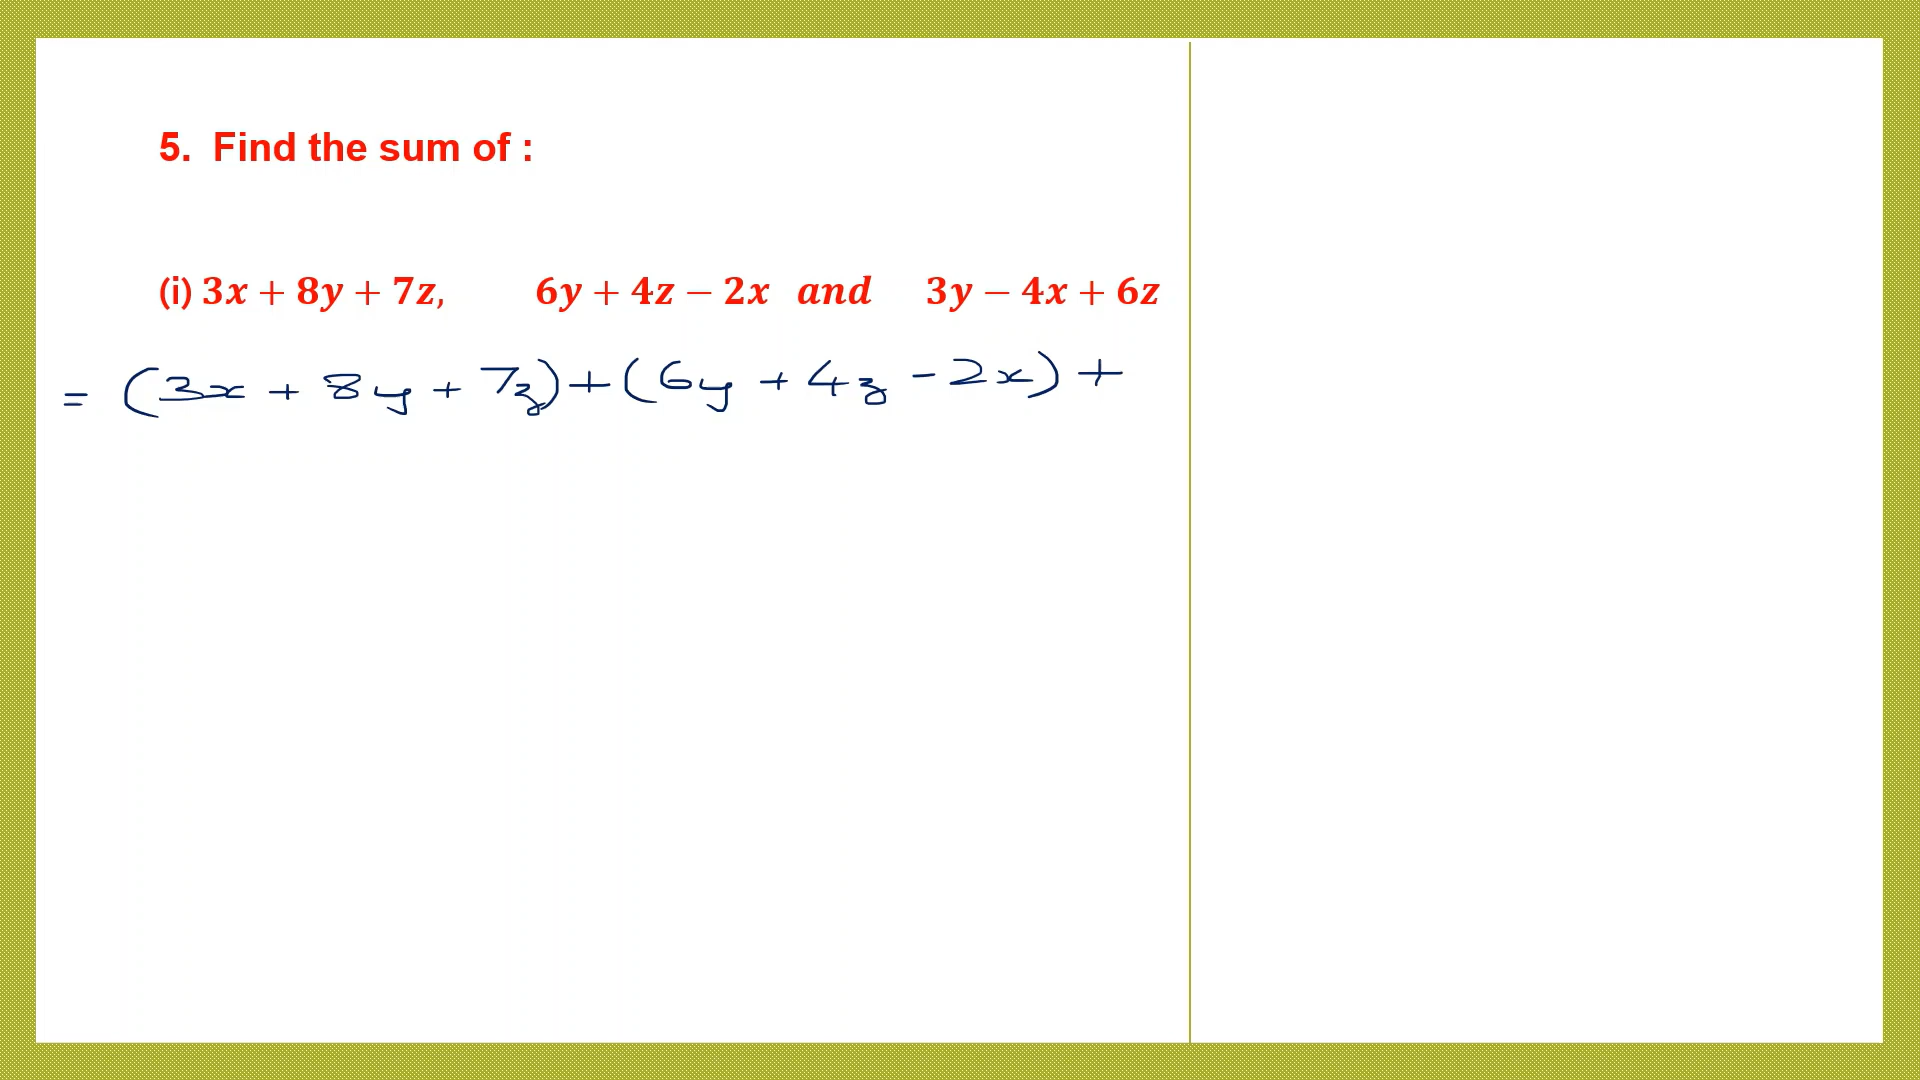 5. Find the sum of :
(i) 3x + 8y + 7z, 6y + 4z − 2x and 3y − 4x + 6z
= (3x + 8y + 7z) + (6y + 4z - 2x) +